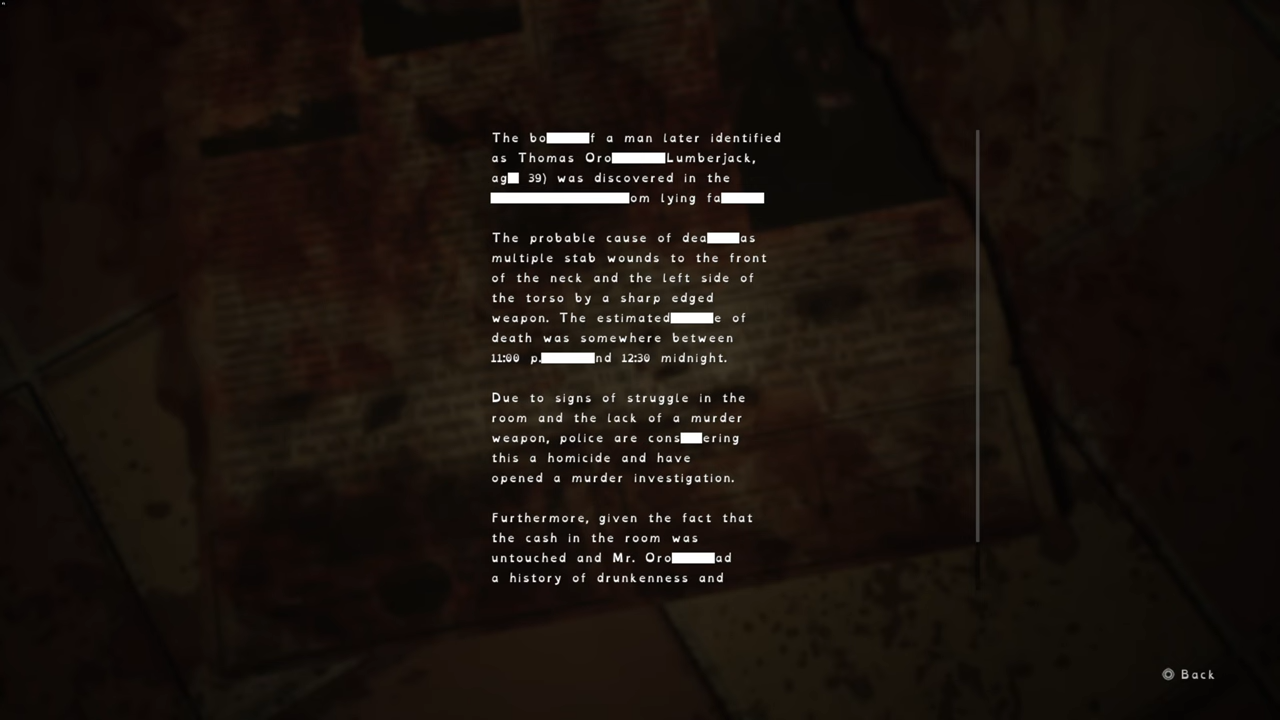 The bo f a man later identified
as Thomas Oro Lumberjack,
ag 39) was discovered in the
om lying fa
The probable cause of dea as
multiple stab wounds to the front
of the neck and the left side of
the torso by a sharp edged
weapon. The estimated e of
death was somewhere between
11:00 p. nd 12:30 midnight.
Due to signs of struggle in the
room and the lack of a murder
weapon, police are cons ering
this a homicide and have
opened a murder investigation.
Furthermore, given the fact that
the cash in the room was
untouched and Mr. Oro ad
a history of drunkenness and
Back